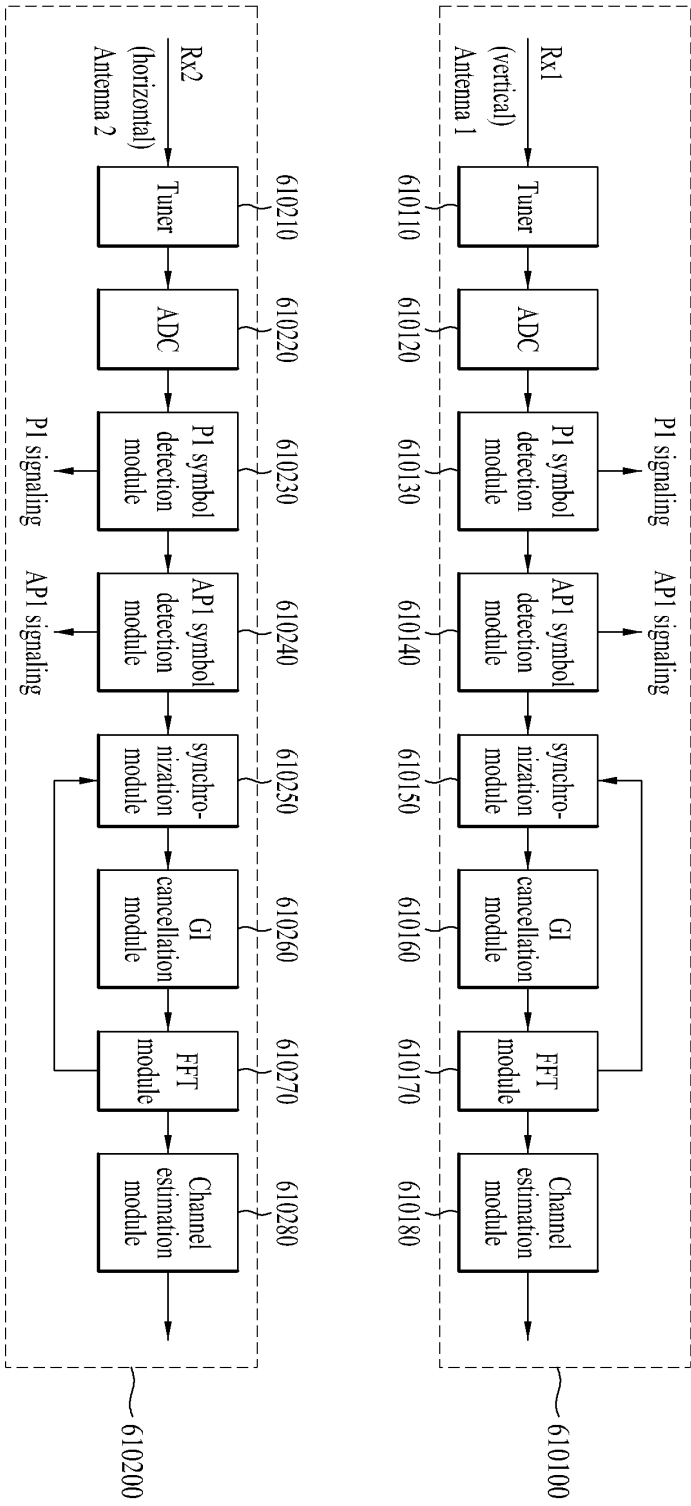 Rx1
(vertical)
Antenna 1
610110
Tuner
610120
ADC
610130
P1 symbol
detection
module
P1 signaling
610140
AP1 symbol
detection
module
AP1 signaling
610150
synchro-
nization
module
610160
GI
cancellation
module
610170
FFT
module
610180
Channel
estimation
module
610100
Rx2
(horizontal)
Antenna 2
610210
Tuner
610220
ADC
610230
P1 symbol
detection
module
P1 signaling
610240
AP1 symbol
detection
module
AP1 signaling
610250
synchro-
nization
module
610260
GI
cancellation
module
610270
FFT
module
610280
Channel
estimation
module
610200